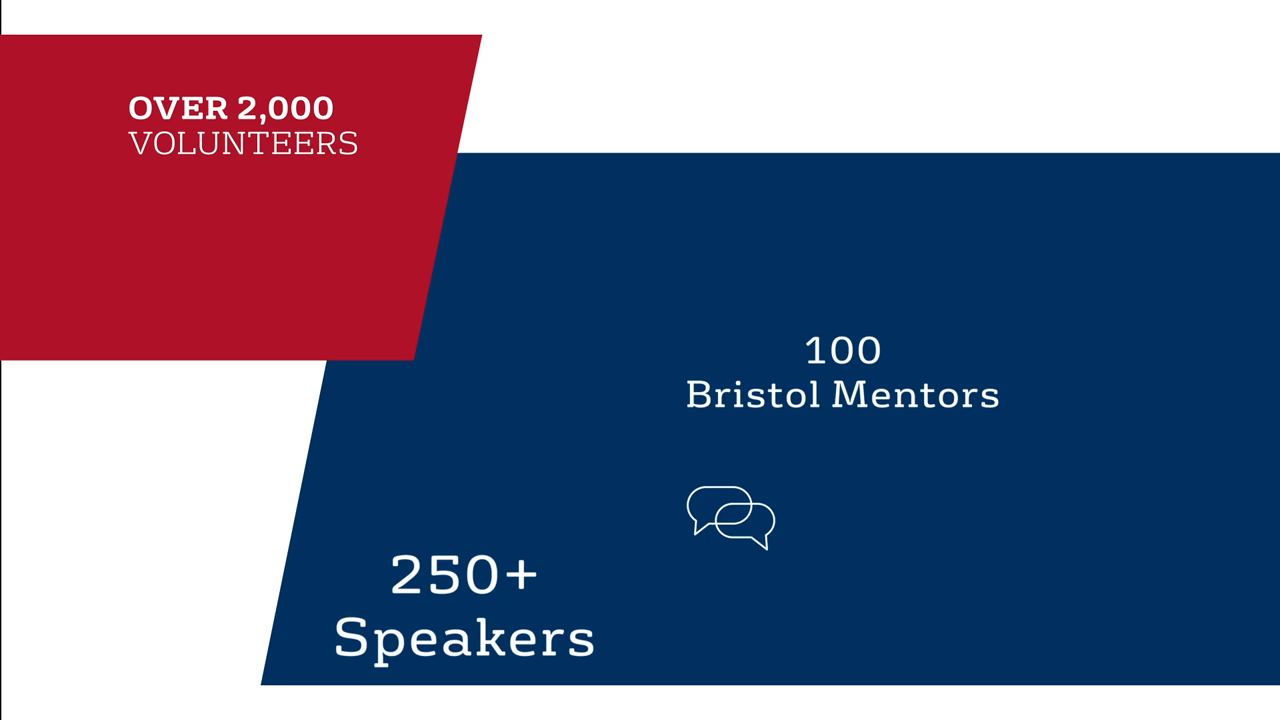 OVER 2,000
VOLUNTEERS
100
Bristol Mentors
250+
Speakers